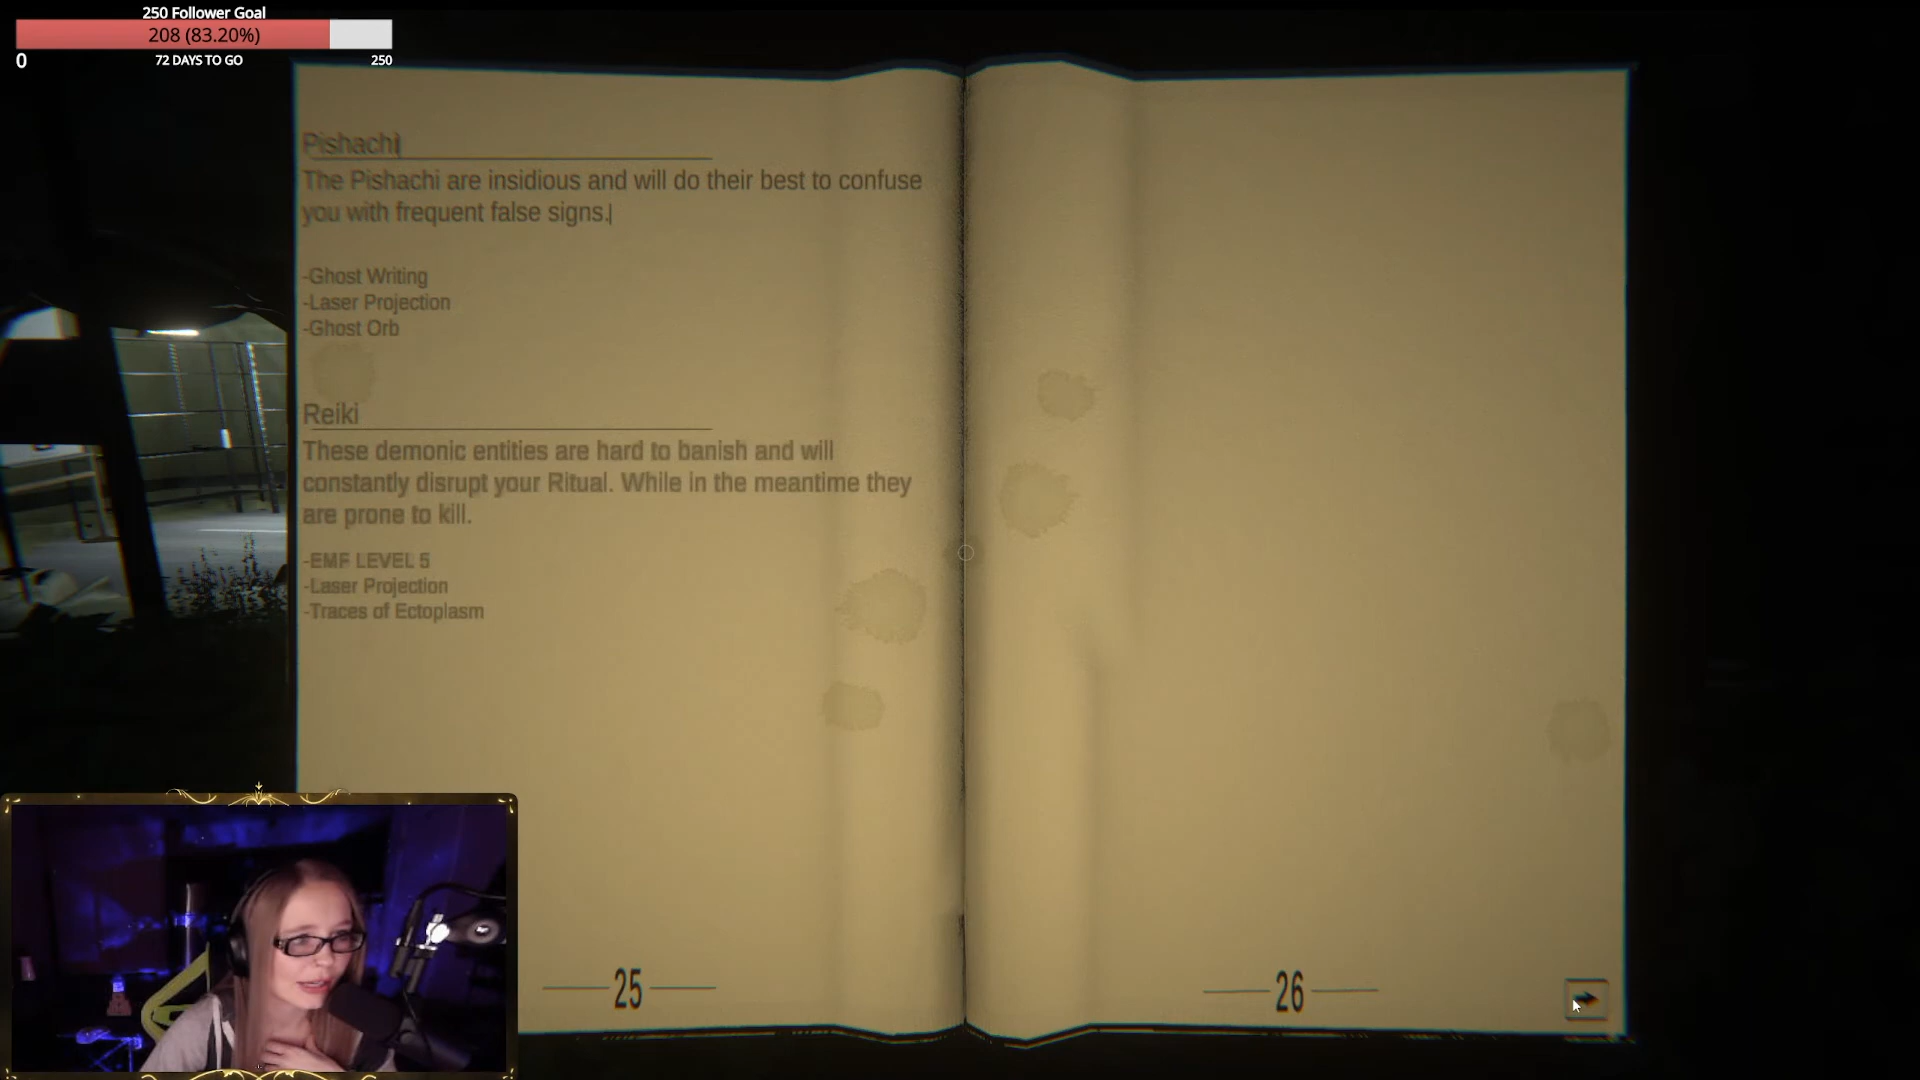 250 Follower Goal
208 (83.20%)
0
72 DAYS TO GO
250
Pishachi
The Pishachi are insidious and will do their best to confuse
you with frequent false signs.
-Ghost Writing
-Laser Projection
-Ghost Orb
Reiki
These demonic entities are hard to banish and will
constantly disrupt your Ritual. While in the meantime they
are prone to kill.
-EMF LEVEL 5
-Laser Projection
-Traces of Ectoplasm
25
26